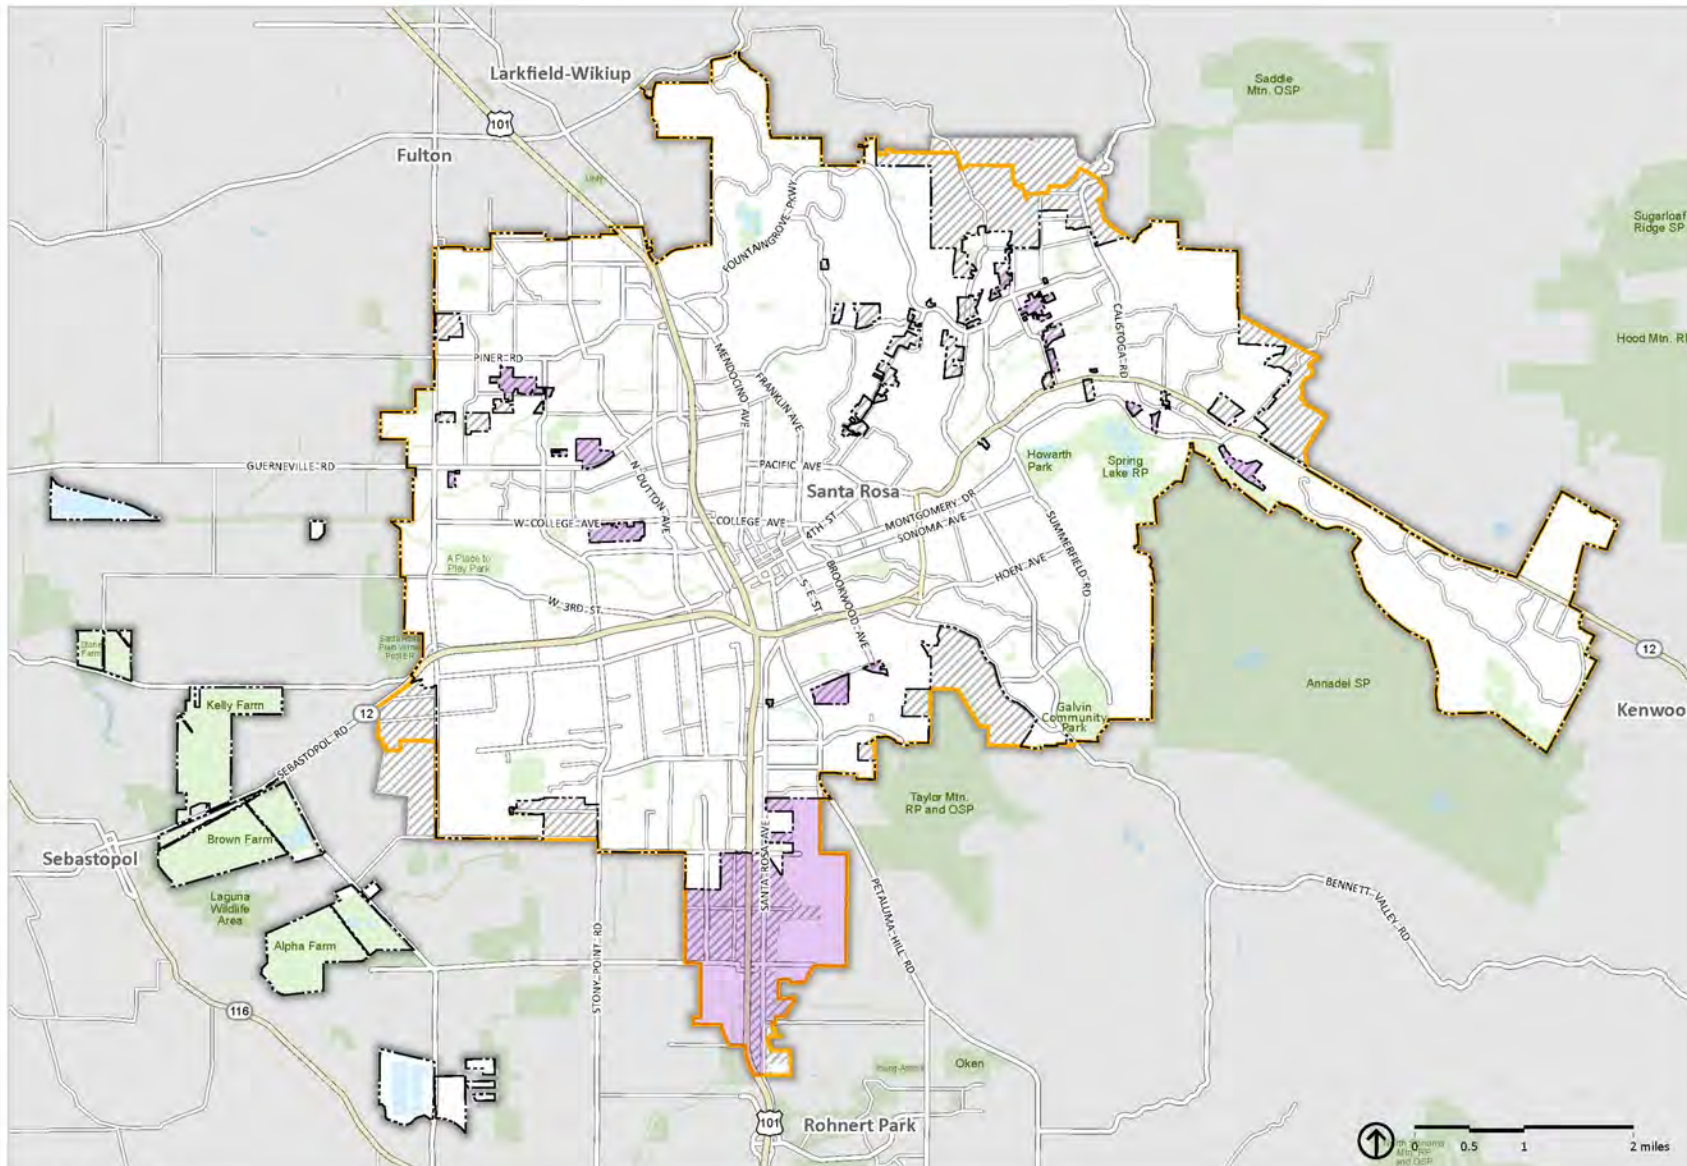 Larkfield-Wikiup
Saddle
Mtn. OSP
101
Fulton
Sugarloaf
Ridge SP
FOUNTAINGROVE PKWY
CALISTOGA RD
Hood Mtn. R
PINER RD
MENDOCINO AVE
FRANKLIN AVE
GUERNEVILLE RD
N DUTTON AVE
PACIFIC AVE
Howarth
Park
Spring
Lake RP
Santa Rosa
W COLLEGE AVE
COLLEGE AVE
4TH ST
MONTGOMERY DR
SONOMA AVE
SUMMERFIELD RD
A Place to
Play Park
HOEN AVE
BROOKWOOD AVE
S E ST
W 3RD ST
12
Annadel SP
Kelly Farm
12
Galvin
Community
Park
Kenwoo
SEBASTOPOL RD
Taylor Mtn.
RP and OSP
Brown Farm
Sebastopol
SANTA ROSA AVE
PETALUMA HILL RD
BENNETT VALLEY RD
Laguna
Wildlife
Area
Alpha Farm
STONY POINT RD
116
Oken
101
Rohnert Park
0
0.5
1
2 miles